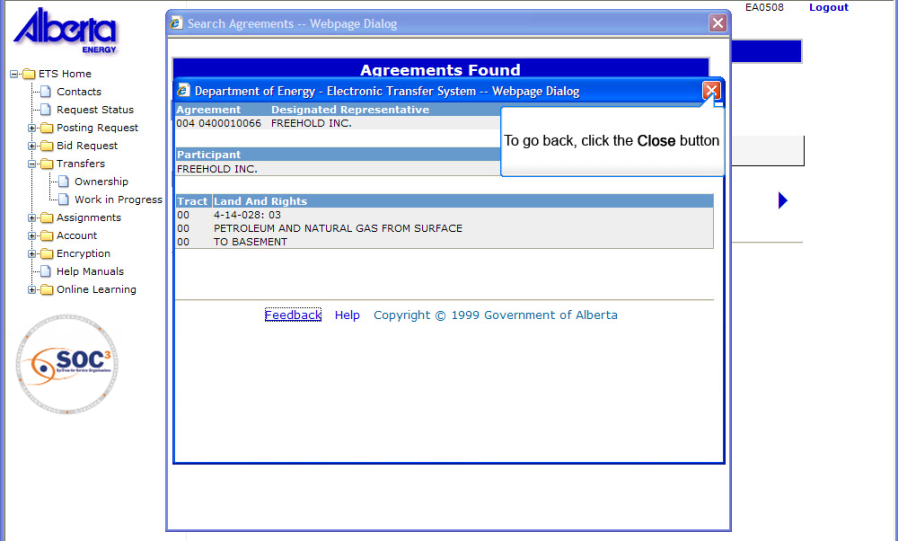 EA0508 Logout
Alberta
ENERGY
ETS Home
Contacts
Request Status
Posting Request
Bid Request
Transfers
Ownership
Work in Progress
Assignments
Account
Encryption
Help Manuals
Online Learning
SOC3
Search Agreements -- Webpage Dialog
Agreements Found
Department of Energy - Electronic Transfer System -- Webpage Dialog
Agreement Designated Representative
004 0400010066 FREEHOLD INC.
To go back, click the Close button
Participant
FREEHOLD INC.
Tract Land And Rights
00 4-14-028: 03
00 PETROLEUM AND NATURAL GAS FROM SURFACE
00 TO BASEMENT
Feedback Help Copyright © 1999 Government of Alberta